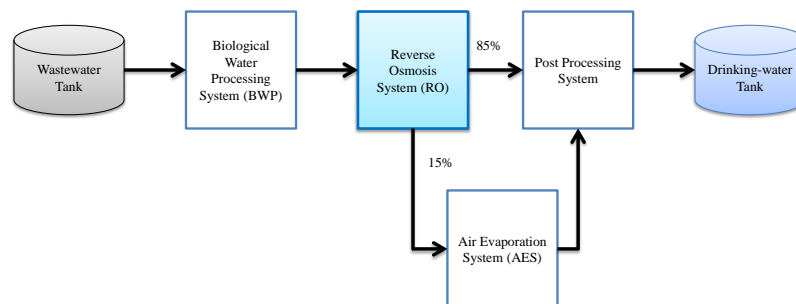 Wastewater
Tank
Biological
Water
Processing
System (BWP)
Reverse
Osmosis
System (RO)
85%
Post Processing
System
Drinking-water
Tank
15%
Air Evaporation
System (AES)